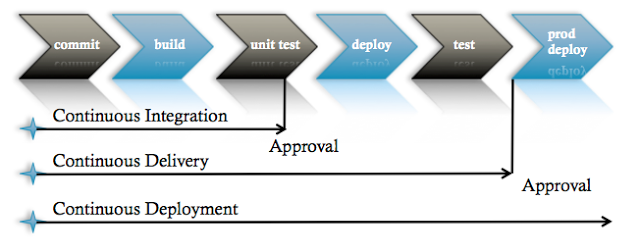 commit
build
unit test
deploy
test
prod
deploy
Continuous Integration
Approval
Continuous Delivery
Approval
Continuous Deployment